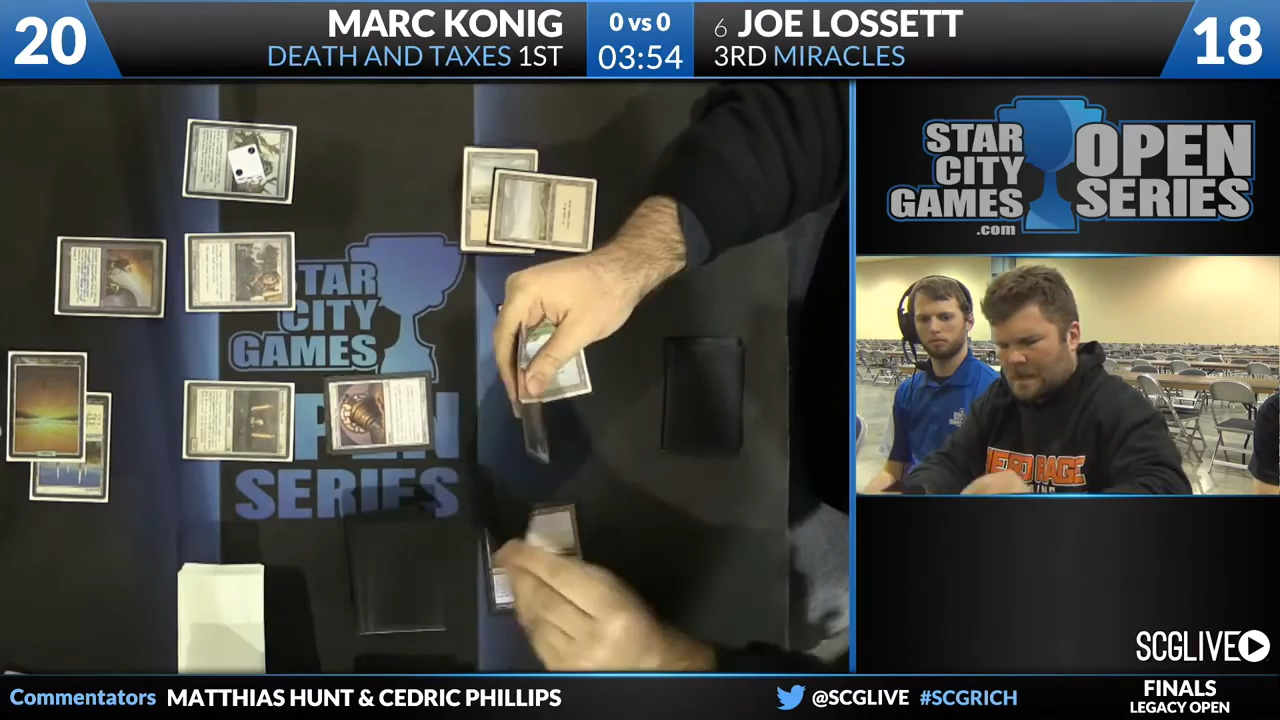 20
MARC KONIG
DEATH AND TAXES 1ST
0 vs 0
03:54
6 JOE LOSSETT
3RD MIRACLES
18
STAR
CITY
GAMES
.com
OPEN
SERIES
STAR
CITY
GAMES
OPEN
SERIES
NERD RAGE
SCGLIVE
Commentators MATTHIAS HUNT & CEDRIC PHILLIPS
@SCGLIVE #SCGRICH
FINALS
LEGACY OPEN